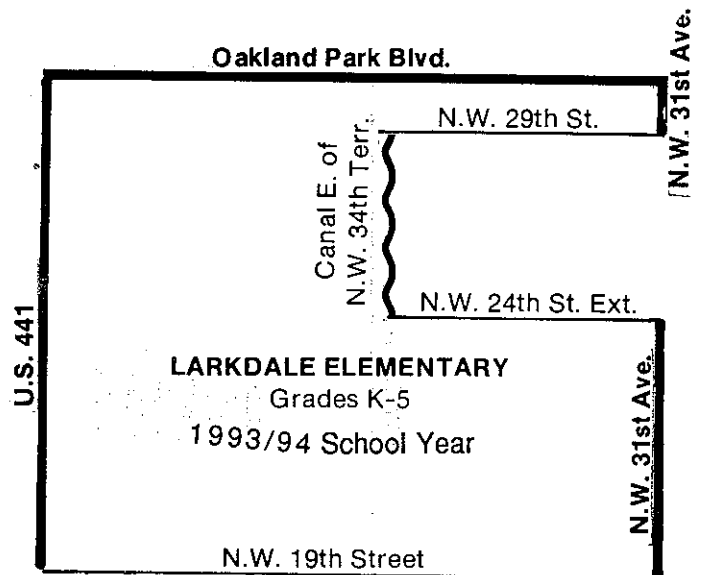 Oakland Park Blvd.
N.W. 31st Ave.
N.W. 29th St.
Canal E. of
N.W. 34th Terr.
N.W. 24th St. Ext.
U.S. 441
LARKDALE ELEMENTARY
Grades K-5
1993/94 School Year
N.W. 31st Ave.
N.W. 19th Street